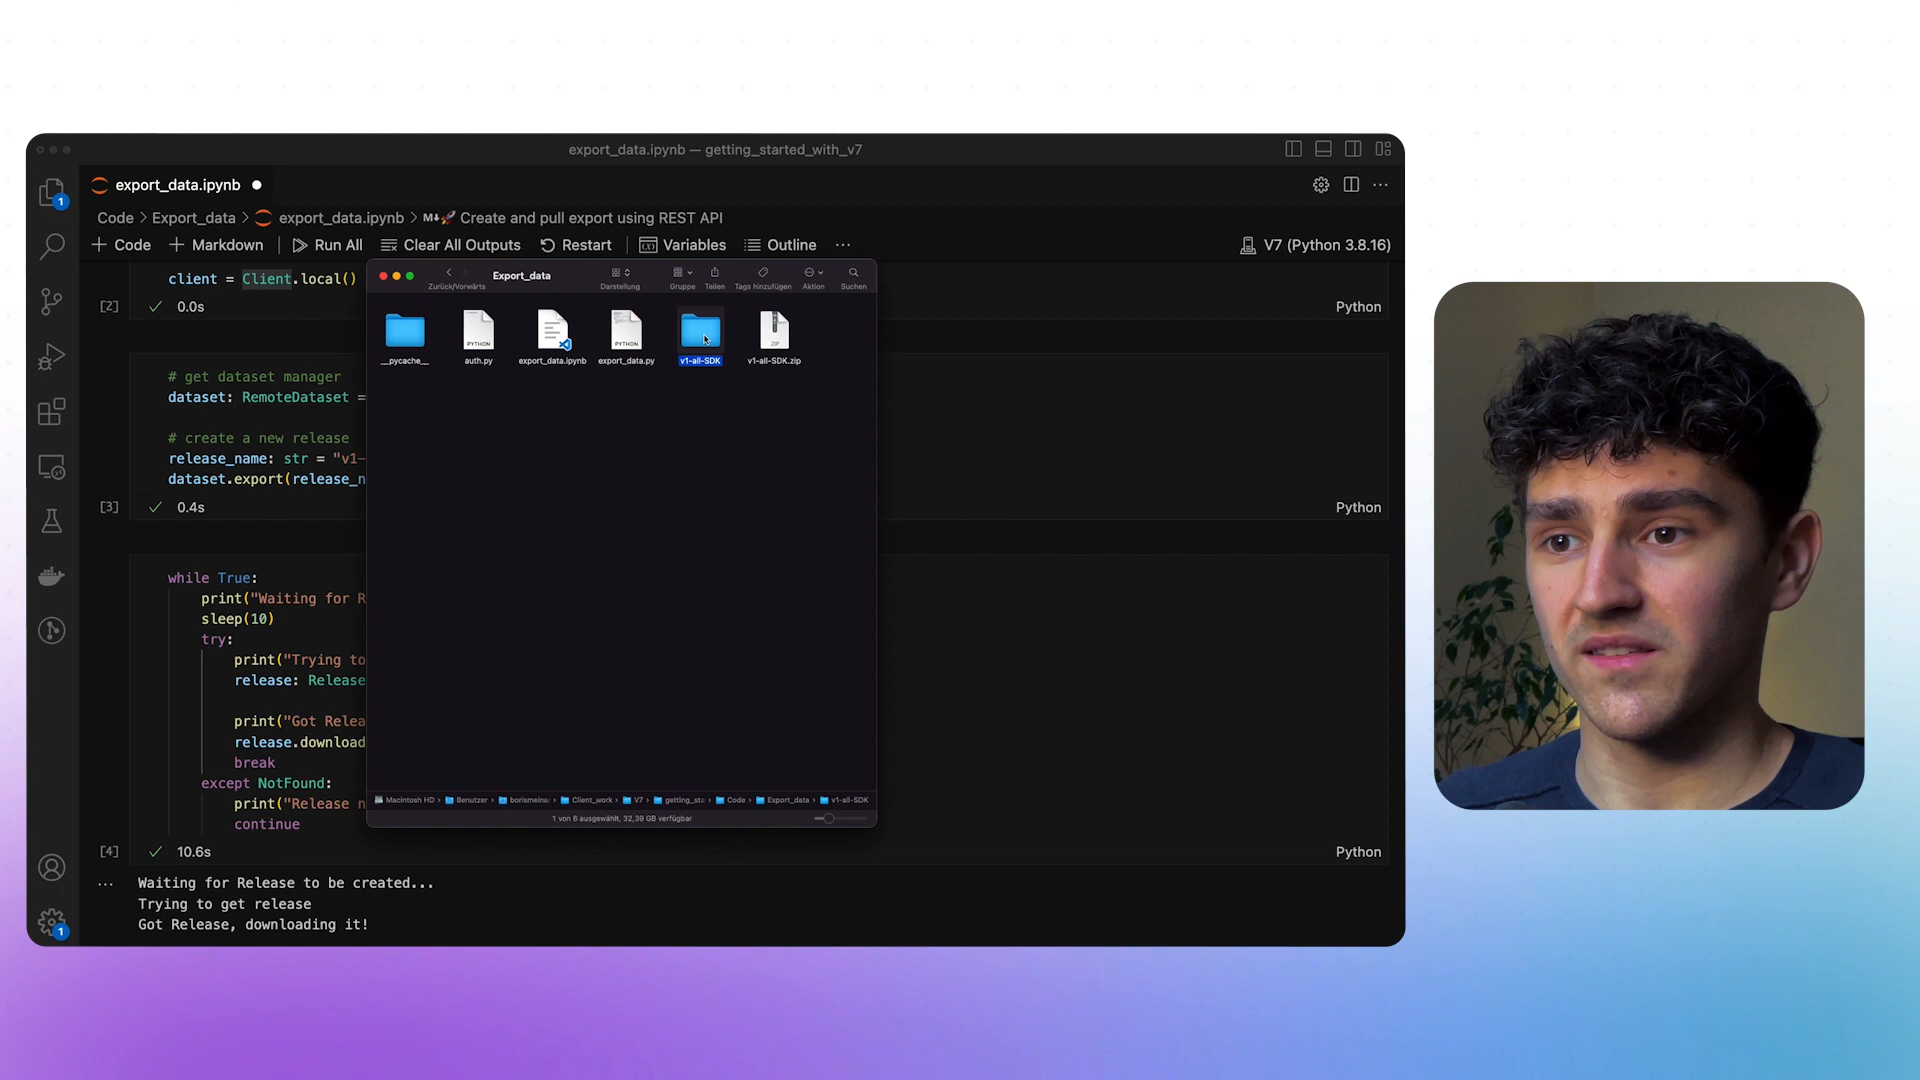 export_data.ipynb — getting_started_with_v7
1
export_data.ipynb
Code > Export_data > export_data.ipynb > M↓🚀 Create and pull export using REST API
+ Code + Markdown Run All Clear All Outputs Restart Variables Outline ... V7 (Python 3.8.16)
client = Client.local()
[2] ✓ 0.0s Python
# get dataset manager
dataset: RemoteDataset =
# create a new release
release_name: str = "v1-
dataset.export(release_n
[3] ✓ 0.4s Python
while True:
print("Waiting for R
sleep(10)
try:
print("Trying to
release: Release
print("Got Relea
release.download
break
except NotFound:
print("Release n
continue
[4] ✓ 10.6s Python
... Waiting for Release to be created...
Trying to get release
Got Release, downloading it!
1
Export_data
Zurück/Vorwärts Darstellung Gruppe Teilen Tags hinzufügen Aktion Suchen
PYTHON PYTHON ZIP
__pycache__ auth.py export_data.ipynb export_data.py v1-all-SDK v1-all-SDK.zip
Macintosh HD > Benutzer > borismeina > Client_work > V7 > getting_sta > Code > Export_data > v1-all-SDK
1 von 6 ausgewählt, 32,39 GB verfügbar